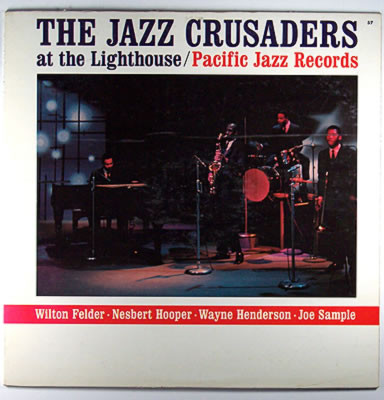 THE JAZZ CRUSADERS
at the Lighthouse/Pacific Jazz Records
Wilton Felder · Nesbert Hooper · Wayne Henderson · Joe Sample